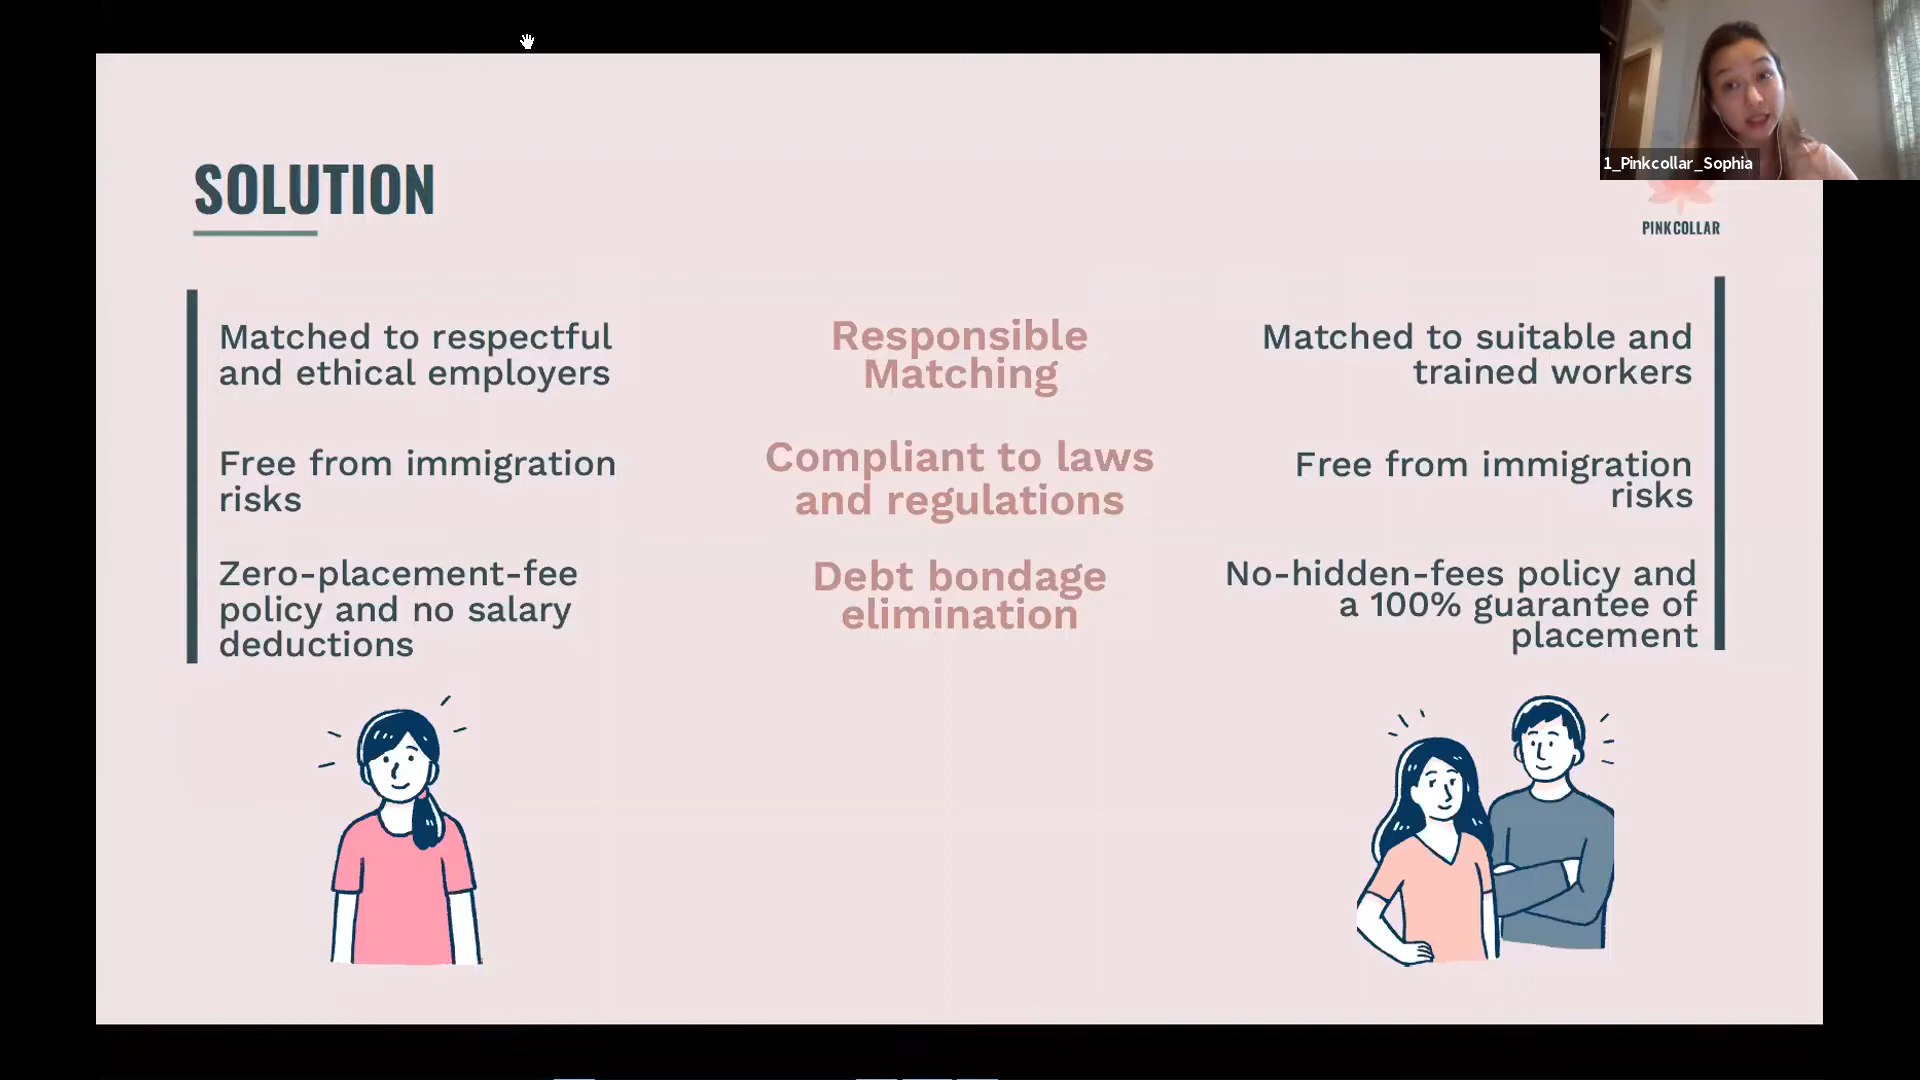 1_Pinkcollar_Sophia
SOLUTION
PINKCOLLAR
Matched to respectful
and ethical employers
Free from immigration
risks
Zero-placement-fee
policy and no salary
deductions
Responsible
Matching
Compliant to laws
and regulations
Debt bondage
elimination
Matched to suitable and
trained workers
Free from immigration
risks
No-hidden-fees policy and
a 100% guarantee of
placement